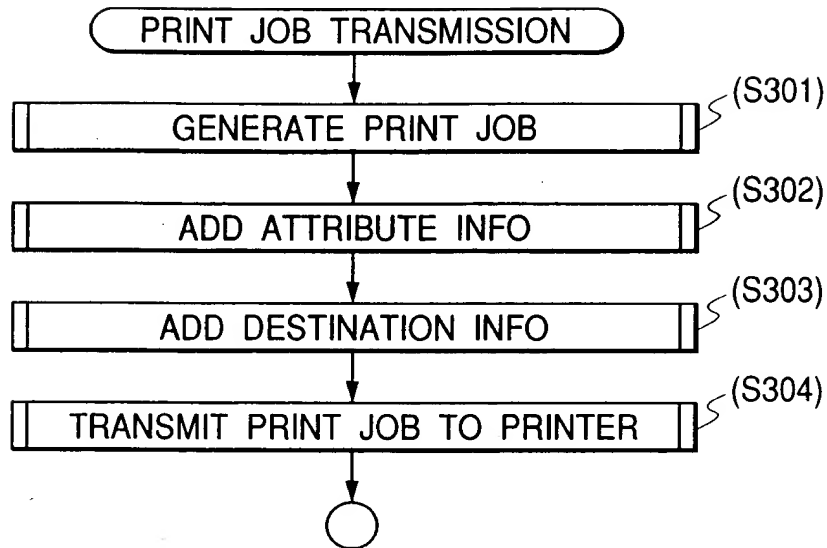 PRINT JOB TRANSMISSION
(S301)
GENERATE PRINT JOB
(S302)
ADD ATTRIBUTE INFO
(S303)
ADD DESTINATION INFO
(S304)
TRANSMIT PRINT JOB TO PRINTER